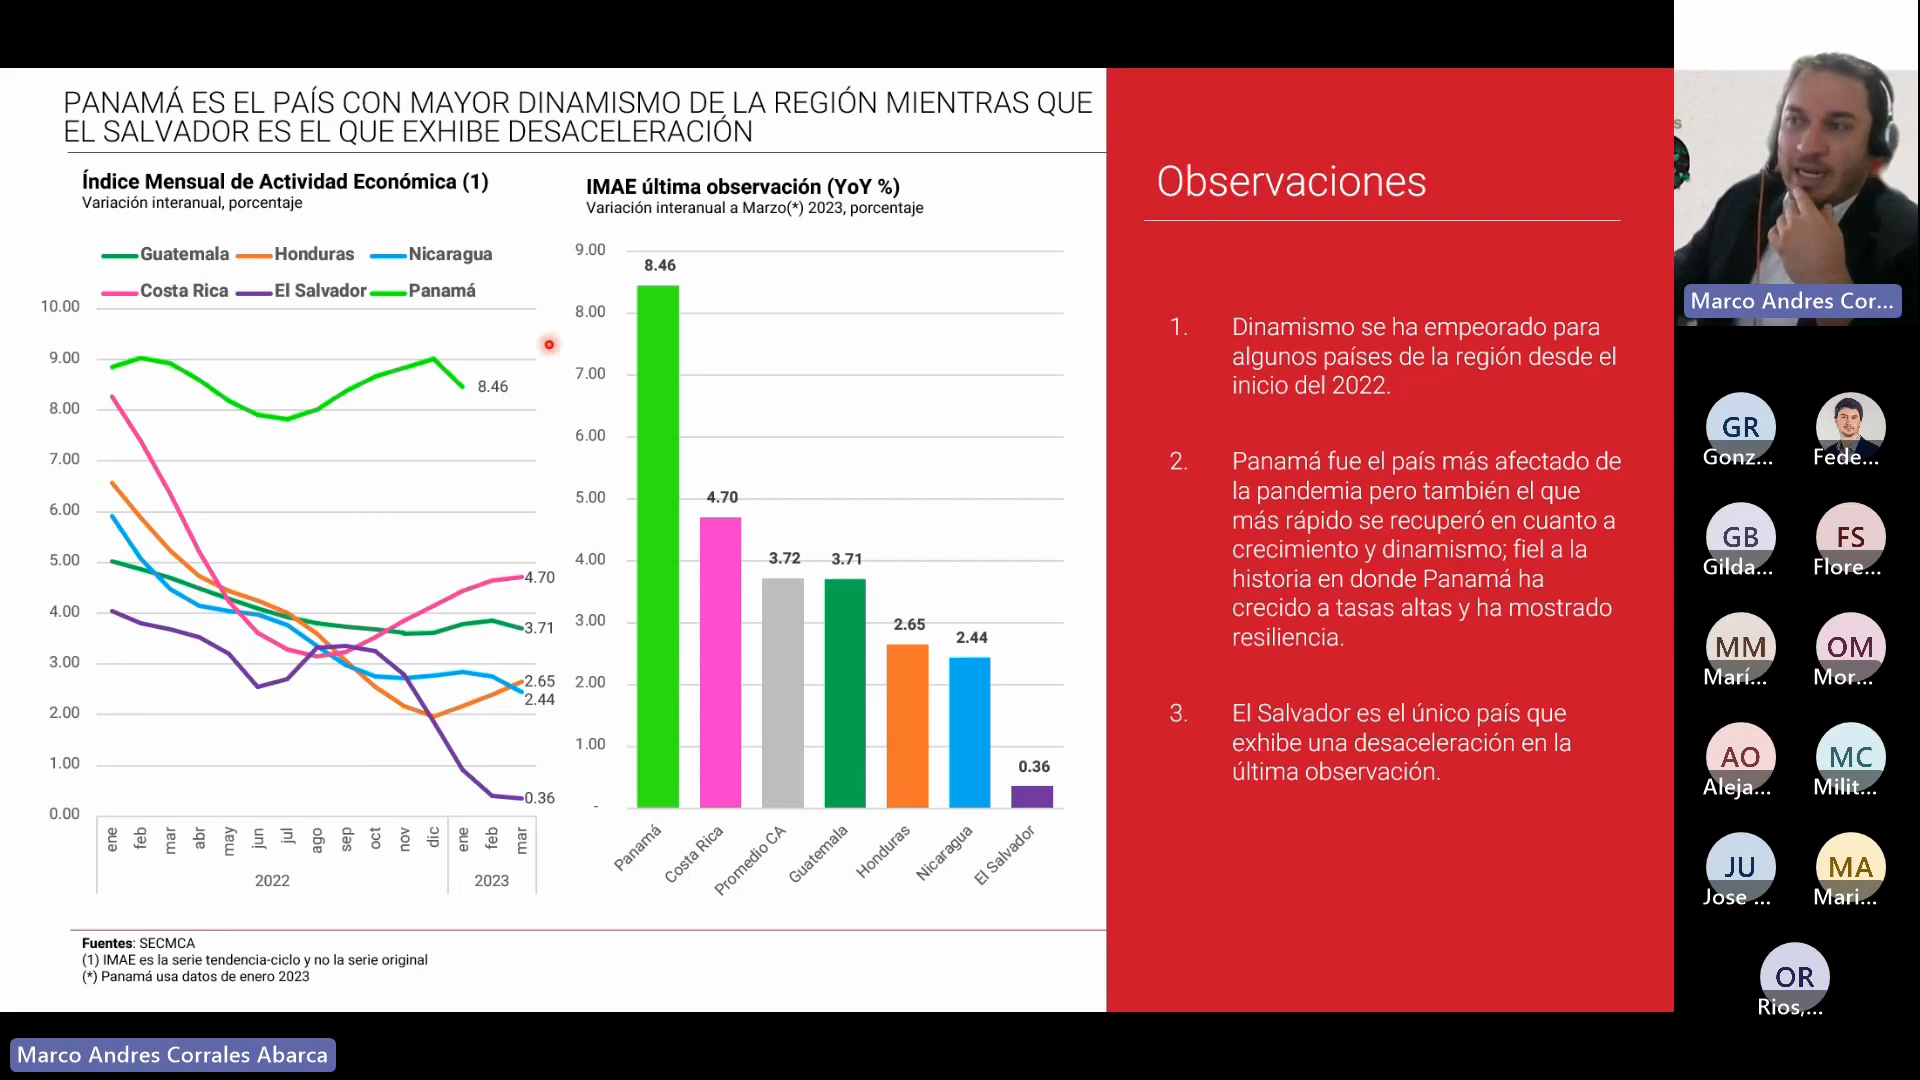 PANAMÁ ES EL PAÍS CON MAYOR DINAMISMO DE LA REGIÓN MIENTRAS QUE
EL SALVADOR ES EL QUE EXHIBE DESACELERACIÓN
Índice Mensual de Actividad Económica (1)
Variación interanual, porcentaje
Guatemala Honduras Nicaragua
Costa Rica El Salvador Panamá
10.00
9.00
8.00
7.00
6.00
5.00
4.00
3.00
2.00
1.00
0.00
8.46
4.70
3.71
2.65
2.44
0.36
ene feb mar abr may jun jul ago sep oct nov dic ene feb mar
2022 2023
IMAE última observación (YoY %)
Variación interanual a Marzo(*) 2023, porcentaje
9.00
8.00
7.00
6.00
5.00
4.00
3.00
2.00
1.00
-
8.46
4.70
3.72
3.71
2.65
2.44
0.36
Panamá
Costa Rica
Promedio CA
Guatemala
Honduras
Nicaragua
El Salvador
Fuentes: SECMCA
(1) IMAE es la serie tendencia-ciclo y no la serie original
(*) Panamá usa datos de enero 2023
Observaciones
1. Dinamismo se ha empeorado para
algunos países de la región desde el
inicio del 2022.
2. Panamá fue el país más afectado de
la pandemia pero también el que
más rápido se recuperó en cuanto a
crecimiento y dinamismo; fiel a la
historia en donde Panamá ha
crecido a tasas altas y ha mostrado
resiliencia.
3. El Salvador es el único país que
exhibe una desaceleración en la
última observación.
Marco Andres Cor...
GR
Gonz...
Fede...
GB
Gilda...
FS
Flore...
MM
Marí...
OM
Mor...
AO
Aleja...
MC
Milit...
JU
Jose ...
MA
Mari...
OR
Rios,...
Marco Andres Corrales Abarca